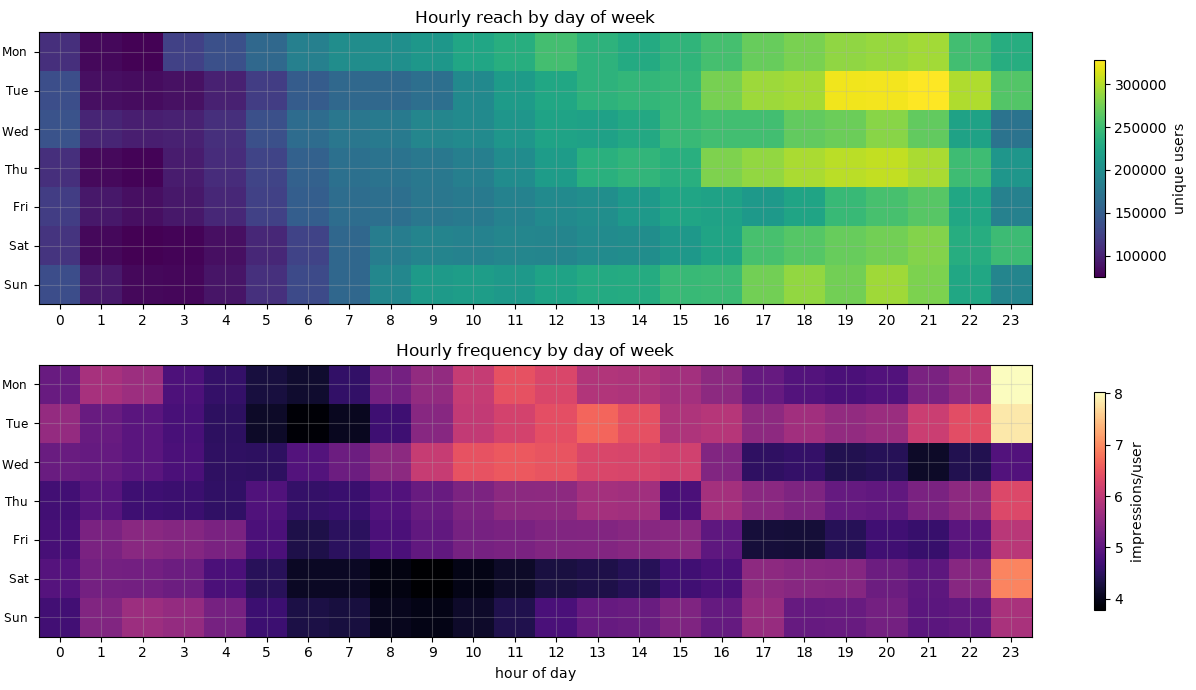 Hourly reach by day of week
Mon
Tue
Wed
Thu
Fri
Sat
Sun
0 1 2 3 4 5 6 7 8 9 10 11 12 13 14 15 16 17 18 19 20 21 22 23
300000
250000
200000
150000
100000
unique users
Hourly frequency by day of week
Mon
Tue
Wed
Thu
Fri
Sat
Sun
0 1 2 3 4 5 6 7 8 9 10 11 12 13 14 15 16 17 18 19 20 21 22 23
hour of day
8
7
6
5
4
impressions/user